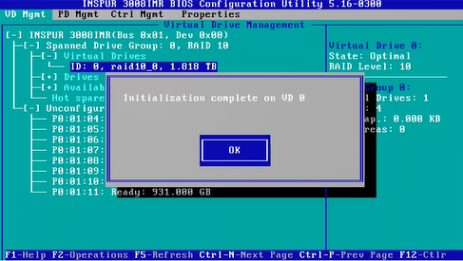 INSPUR 3008IMR BIOS Configuration Utility 5.16-0300
VD Mgmt PD Mgmt Ctrl Mgmt Properties
Virtual Drive Management
[-] INSPUR 3008IMR(Bus 0x01, Dev 0x00)
[-] Spanned Drive Group: 0, RAID 10
[-] Virtual Drives
ID: 0, raid10_0, 1.818 TB
[+] Drives
[+] Availab
Hot spare
[-] Unconfigur
P0:01:04:
P0:01:05:
P0:01:06:
P0:01:07:
P0:01:08:
P0:01:09:
P0:01:10:
P0:01:11: Ready: 931.000 GB
Virtual Drive 0:
State: Optimal
RAID Level: 10
oup 0:
l Drives: 1
: 4
ap.: 0.000 KB
reas: 0
Initialization complete on VD 0
OK
F1-Help F2-Operations F5-Refresh Ctrl-N-Next Page Ctrl-P-Prev Page F12-Ctlr